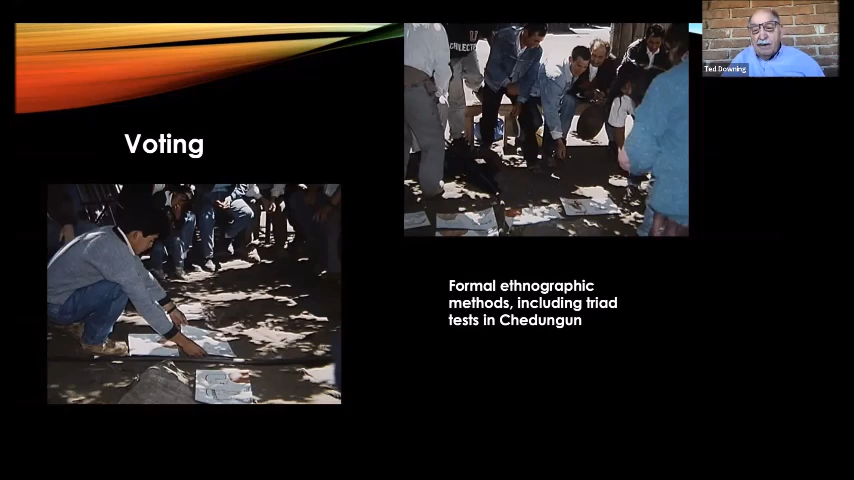 Ted Downing
Voting
Formal ethnographic
methods, including triad
tests in Chedungun